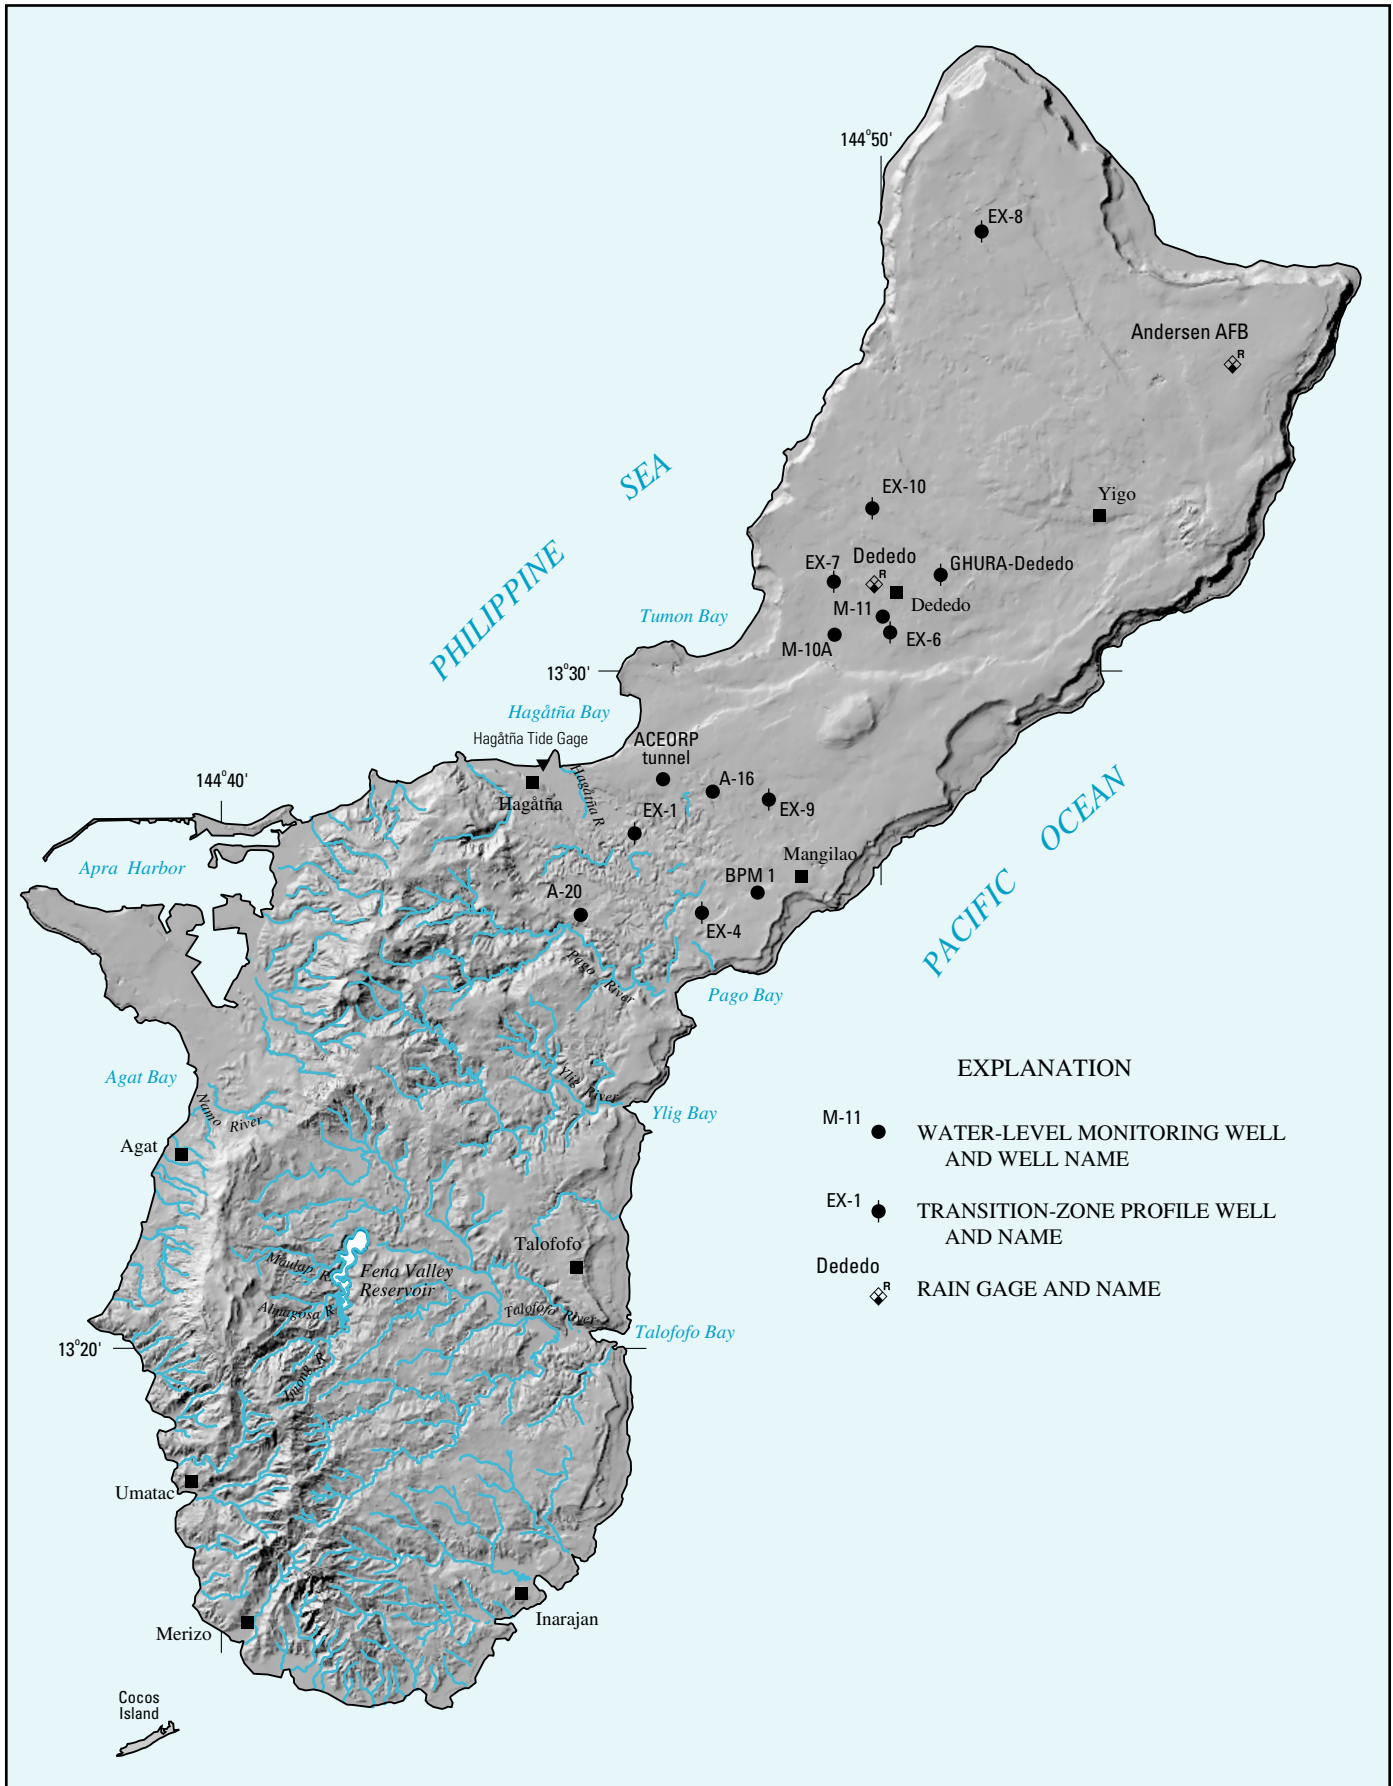 144°50'
EX-8
Andersen AFB
R
SEA
EX-10
Yigo
PHILIPPINE
EX-7
Dededo
R
GHURA-Dededo
M-11
Dededo
Tumon Bay
M-10A
EX-6
13°30'
Hagåtña Bay
Hagåtña Tide Gage
ACEORP
tunnel
144°40'
A-16
Hagåtña
Hagåtña R
EX-1
EX-9
OCEAN
Apra Harbor
Mangilao
BPM 1
A-20
EX-4
PACIFIC
Pago River
Pago Bay
EXPLANATION
Agat Bay
Ylig River
Namo River
Ylig Bay
M-11
WATER-LEVEL MONITORING WELL
AND WELL NAME
Agat
EX-1
TRANSITION-ZONE PROFILE WELL
AND NAME
Talofofo
Maulap R
Fena Valley
Reservoir
Dededo
R
RAIN GAGE AND NAME
Almagosa R
Talofofo River
Talofofo Bay
13°20'
Imong R
Umatac
Inarajan
Merizo
Cocos
Island